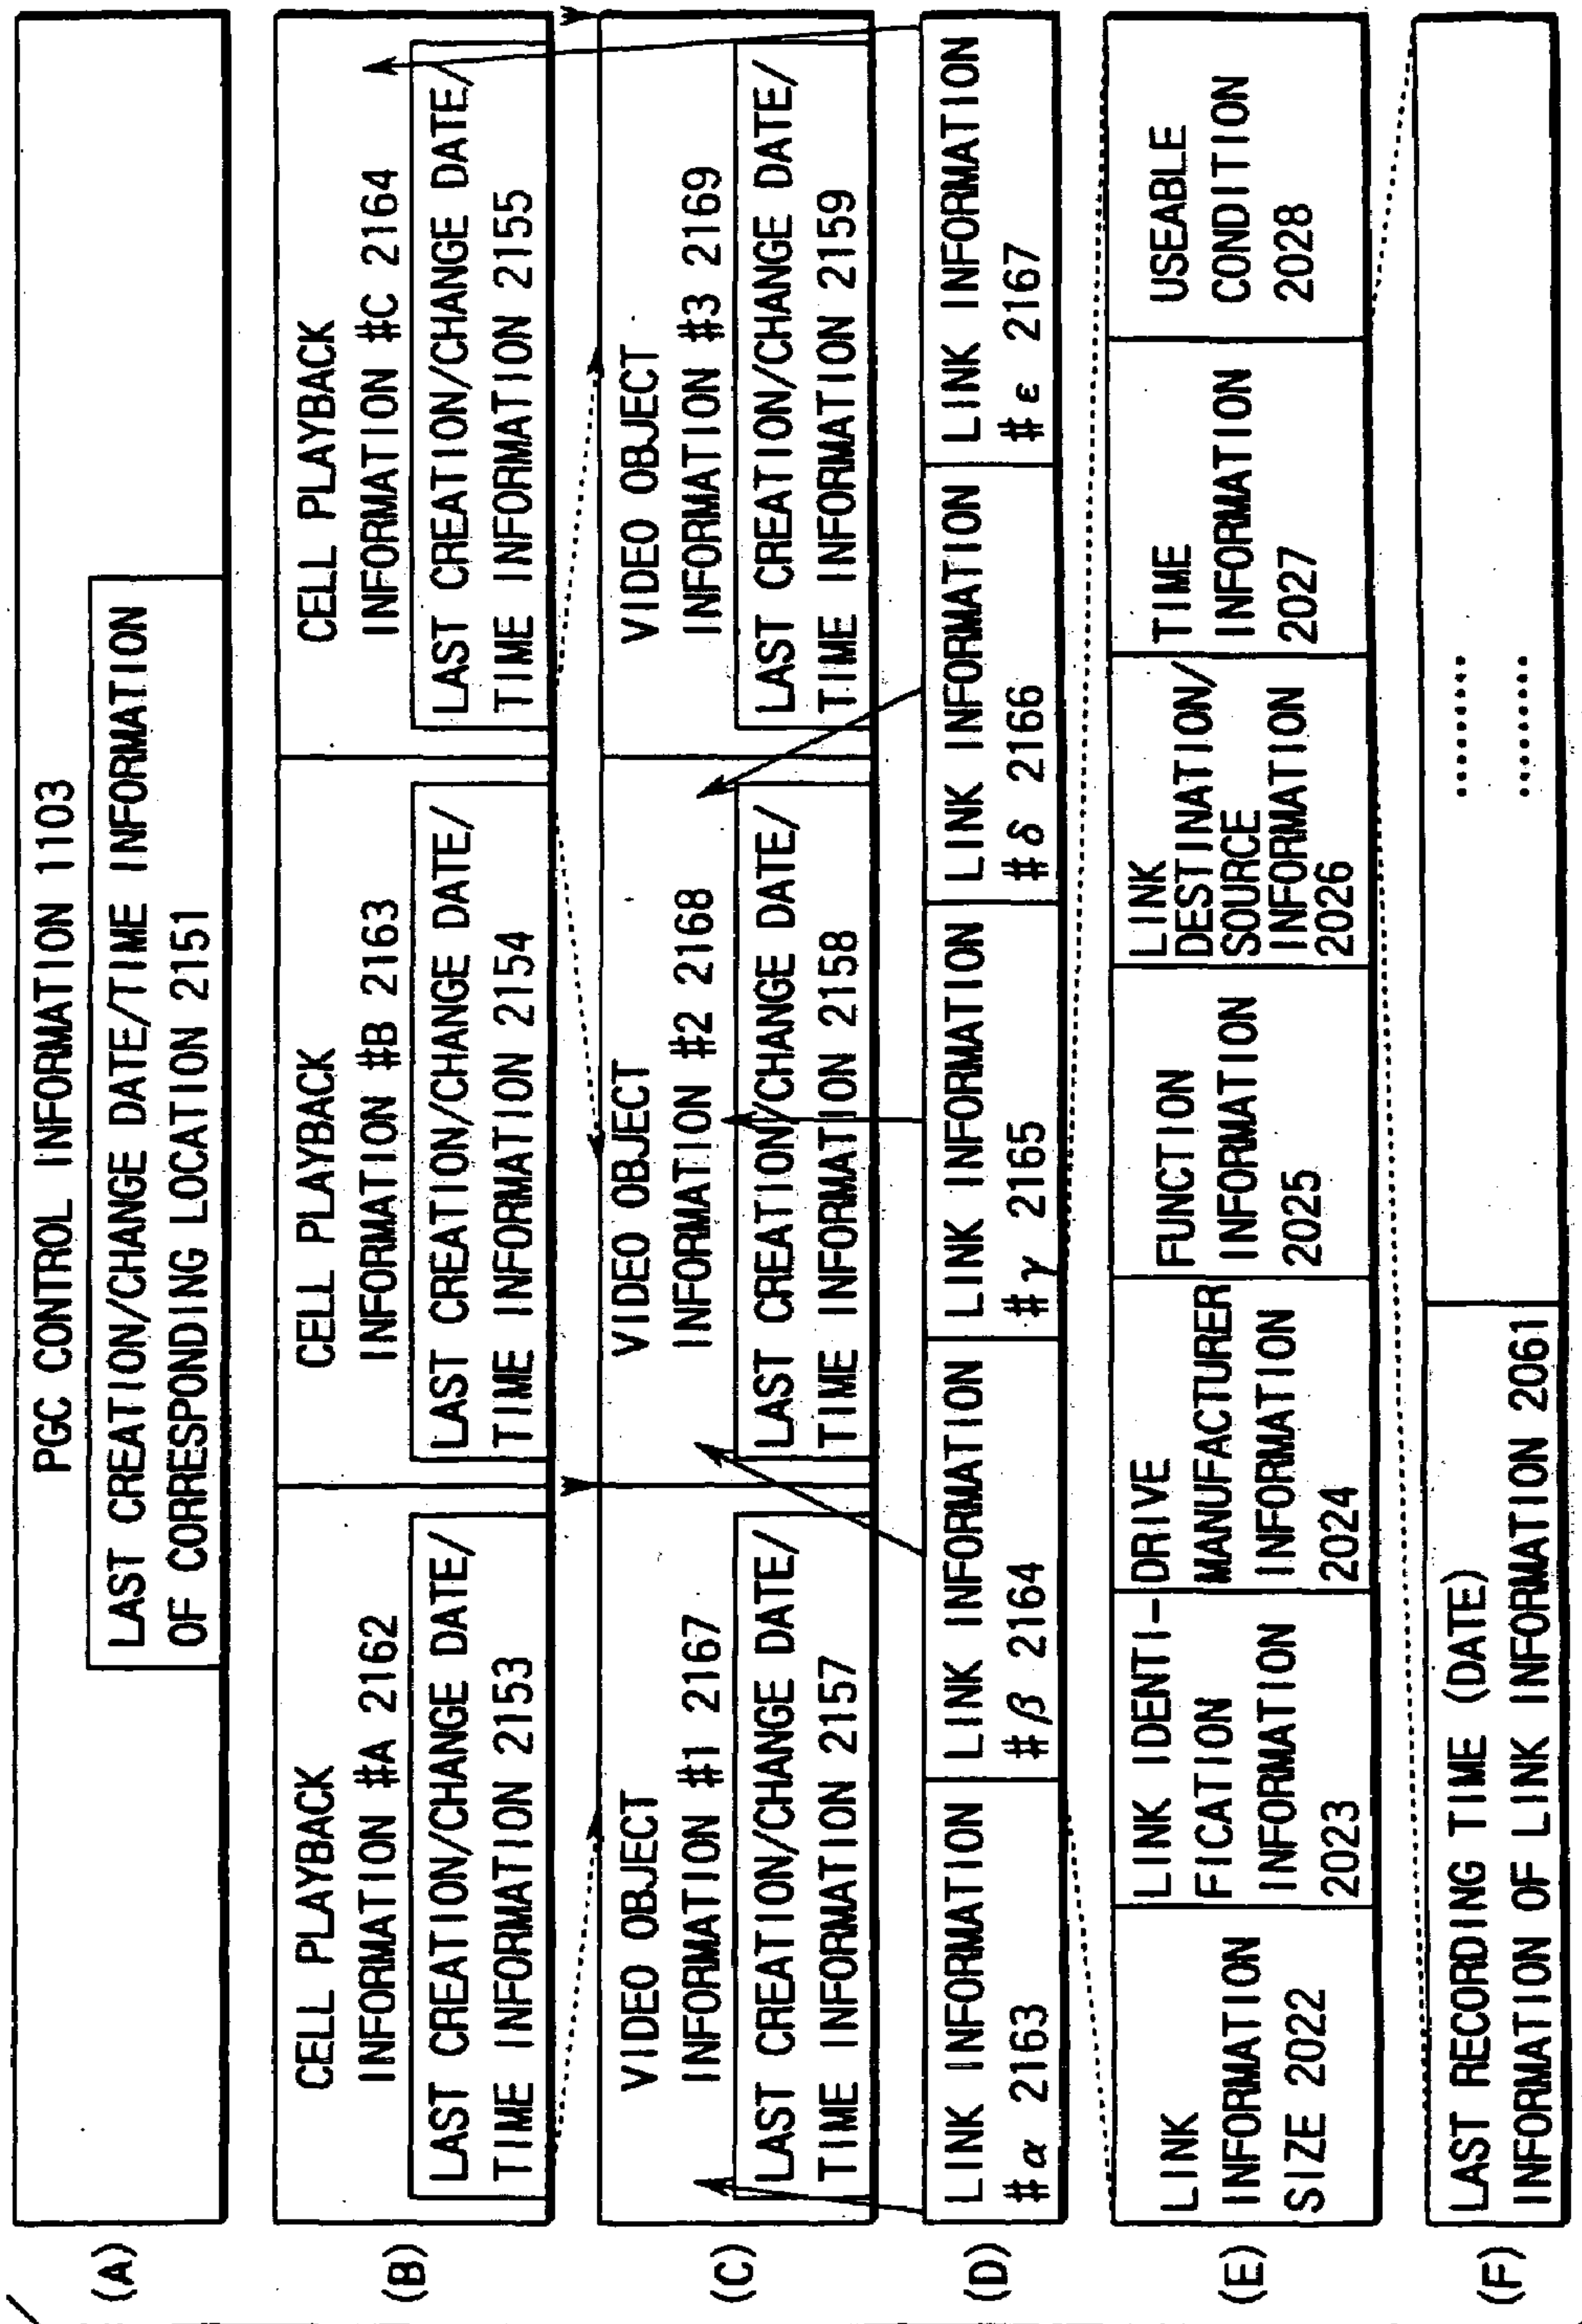 (A)
PGC CONTROL INFORMATION 1103
LAST CREATION/CHANGE DATE/TIME INFORMATION
OF CORRESPONDING LOCATION 2151
(B)
CELL PLAYBACK
INFORMATION #A 2162
LAST CREATION/CHANGE DATE/
TIME INFORMATION 2153
CELL PLAYBACK
INFORMATION #B 2163
LAST CREATION/CHANGE DATE/
TIME INFORMATION 2154
CELL PLAYBACK
INFORMATION #C 2164
LAST CREATION/CHANGE DATE/
TIME INFORMATION 2155
(C)
VIDEO OBJECT
INFORMATION #1 2167
LAST CREATION/CHANGE DATE/
TIME INFORMATION 2157
VIDEO OBJECT
INFORMATION #2 2168
LAST CREATION/CHANGE DATE/
TIME INFORMATION 2158
VIDEO OBJECT
INFORMATION #3 2169
LAST CREATION/CHANGE DATE/
TIME INFORMATION 2159
(D)
LINK INFORMATION
#α 2163
LINK INFORMATION
#β 2164
LINK INFORMATION
#γ 2165
LINK INFORMATION
#δ 2166
LINK INFORMATION
#ε 2167
(E)
LINK
INFORMATION
SIZE 2022
LINK IDENTI-
FICATION
INFORMATION
2023
DRIVE
MANUFACTURER
INFORMATION
2024
FUNCTION
INFORMATION
2025
LINK
DESTINATION/
SOURCE
INFORMATION
2026
TIME
INFORMATION
2027
USEABLE
CONDITION
2028
(F)
LAST RECORDING TIME (DATE)
INFORMATION OF LINK INFORMATION 2061
.........
.........